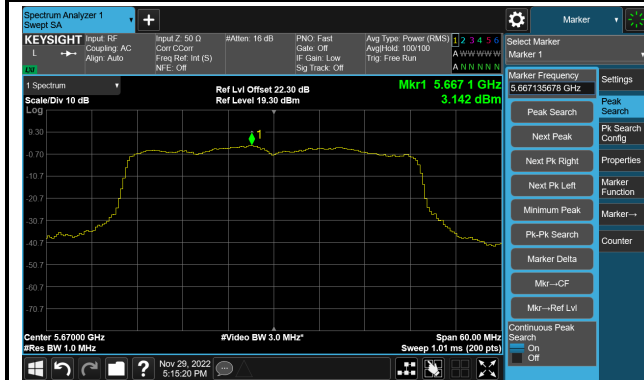 Spectrum Analyzer 1
Swept SA
+
Marker
KEYSIGHT
L
LXI
Input: RF
Coupling: AC
Align: Auto
Input Z: 50 Ω
Corr CCorr
Freq Ref: Int (S)
NFE: Off
#Atten: 16 dB
PNO: Fast
Gate: Off
IF Gain: Low
Sig Track: Off
Avg Type: Power (RMS)
Avg|Hold: 100/100
Trig: Free Run
1 2 3 4 5 6
A W W W W W
A N N N N N
Select Marker
Marker 1
1 Spectrum
Scale/Div 10 dB
Ref Lvl Offset 22.30 dB
Ref Level 19.30 dBm
Mkr1 5.667 1 GHz
3.142 dBm
Log
9.30
-0.70
-10.7
-20.7
-30.7
-40.7
-50.7
-60.7
-70.7
1
Center 5.67000 GHz
#Res BW 1.0 MHz
#Video BW 3.0 MHz*
Span 60.00 MHz
Sweep 1.01 ms (200 pts)
Marker Frequency
5.667135678 GHz
Peak Search
Next Peak
Next Pk Right
Next Pk Left
Minimum Peak
Pk-Pk Search
Marker Delta
Mkr→CF
Mkr→Ref Lvl
Continuous Peak
Search
On
Off
Settings
Peak
Search
Pk Search
Config
Properties
Marker
Function
Marker→
Counter
?
Nov 29, 2022
5:15:20 PM